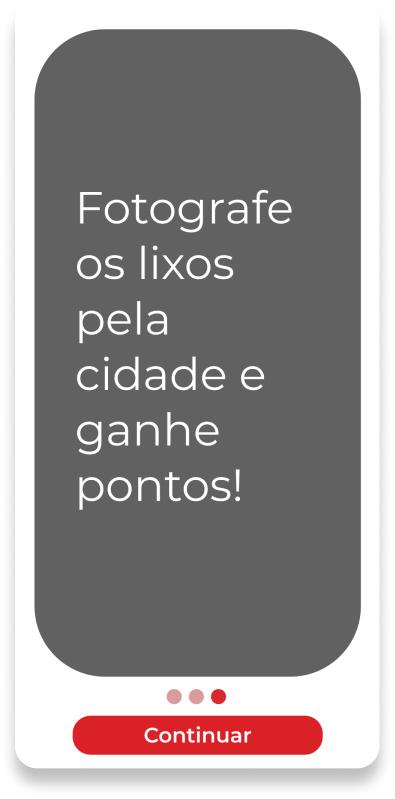 Fotografe
os lixos
pela
cidade e
ganhe
pontos!
Continuar